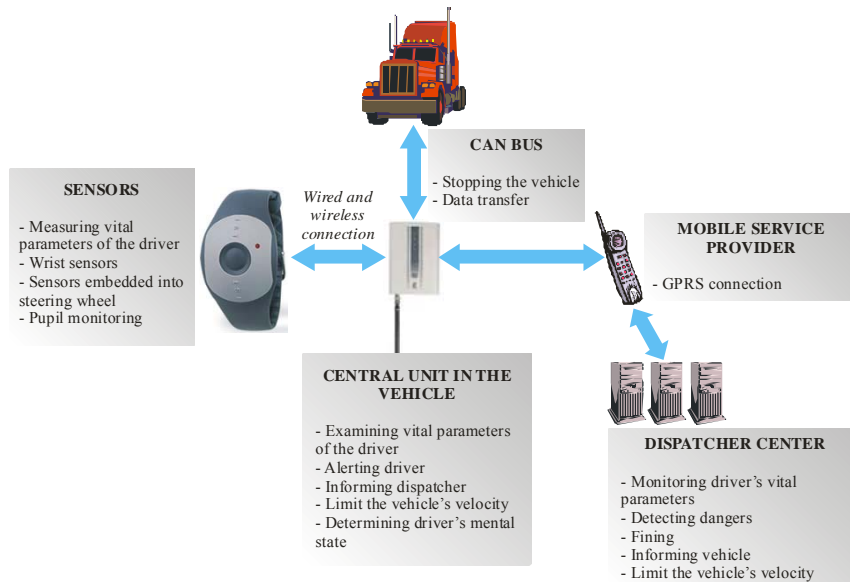 CAN BUS
- Stopping the vehicle
- Data transfer
SENSORS
- Measuring vital
parameters of the driver
- Wrist sensors
- Sensors embedded into
steering wheel
- Pupil monitoring
Wired and
wireless
connection
MOBILE SERVICE
PROVIDER
- GPRS connection
CENTRAL UNIT IN THE
VEHICLE
- Examining vital parameters
of the driver
- Alerting driver
- Informing dispatcher
- Limit the vehicle's velocity
- Determining driver's mental
state
DISPATCHER CENTER
- Monitoring driver's vital
parameters
- Detecting dangers
- Fining
- Informing vehicle
- Limit the vehicle's velocity